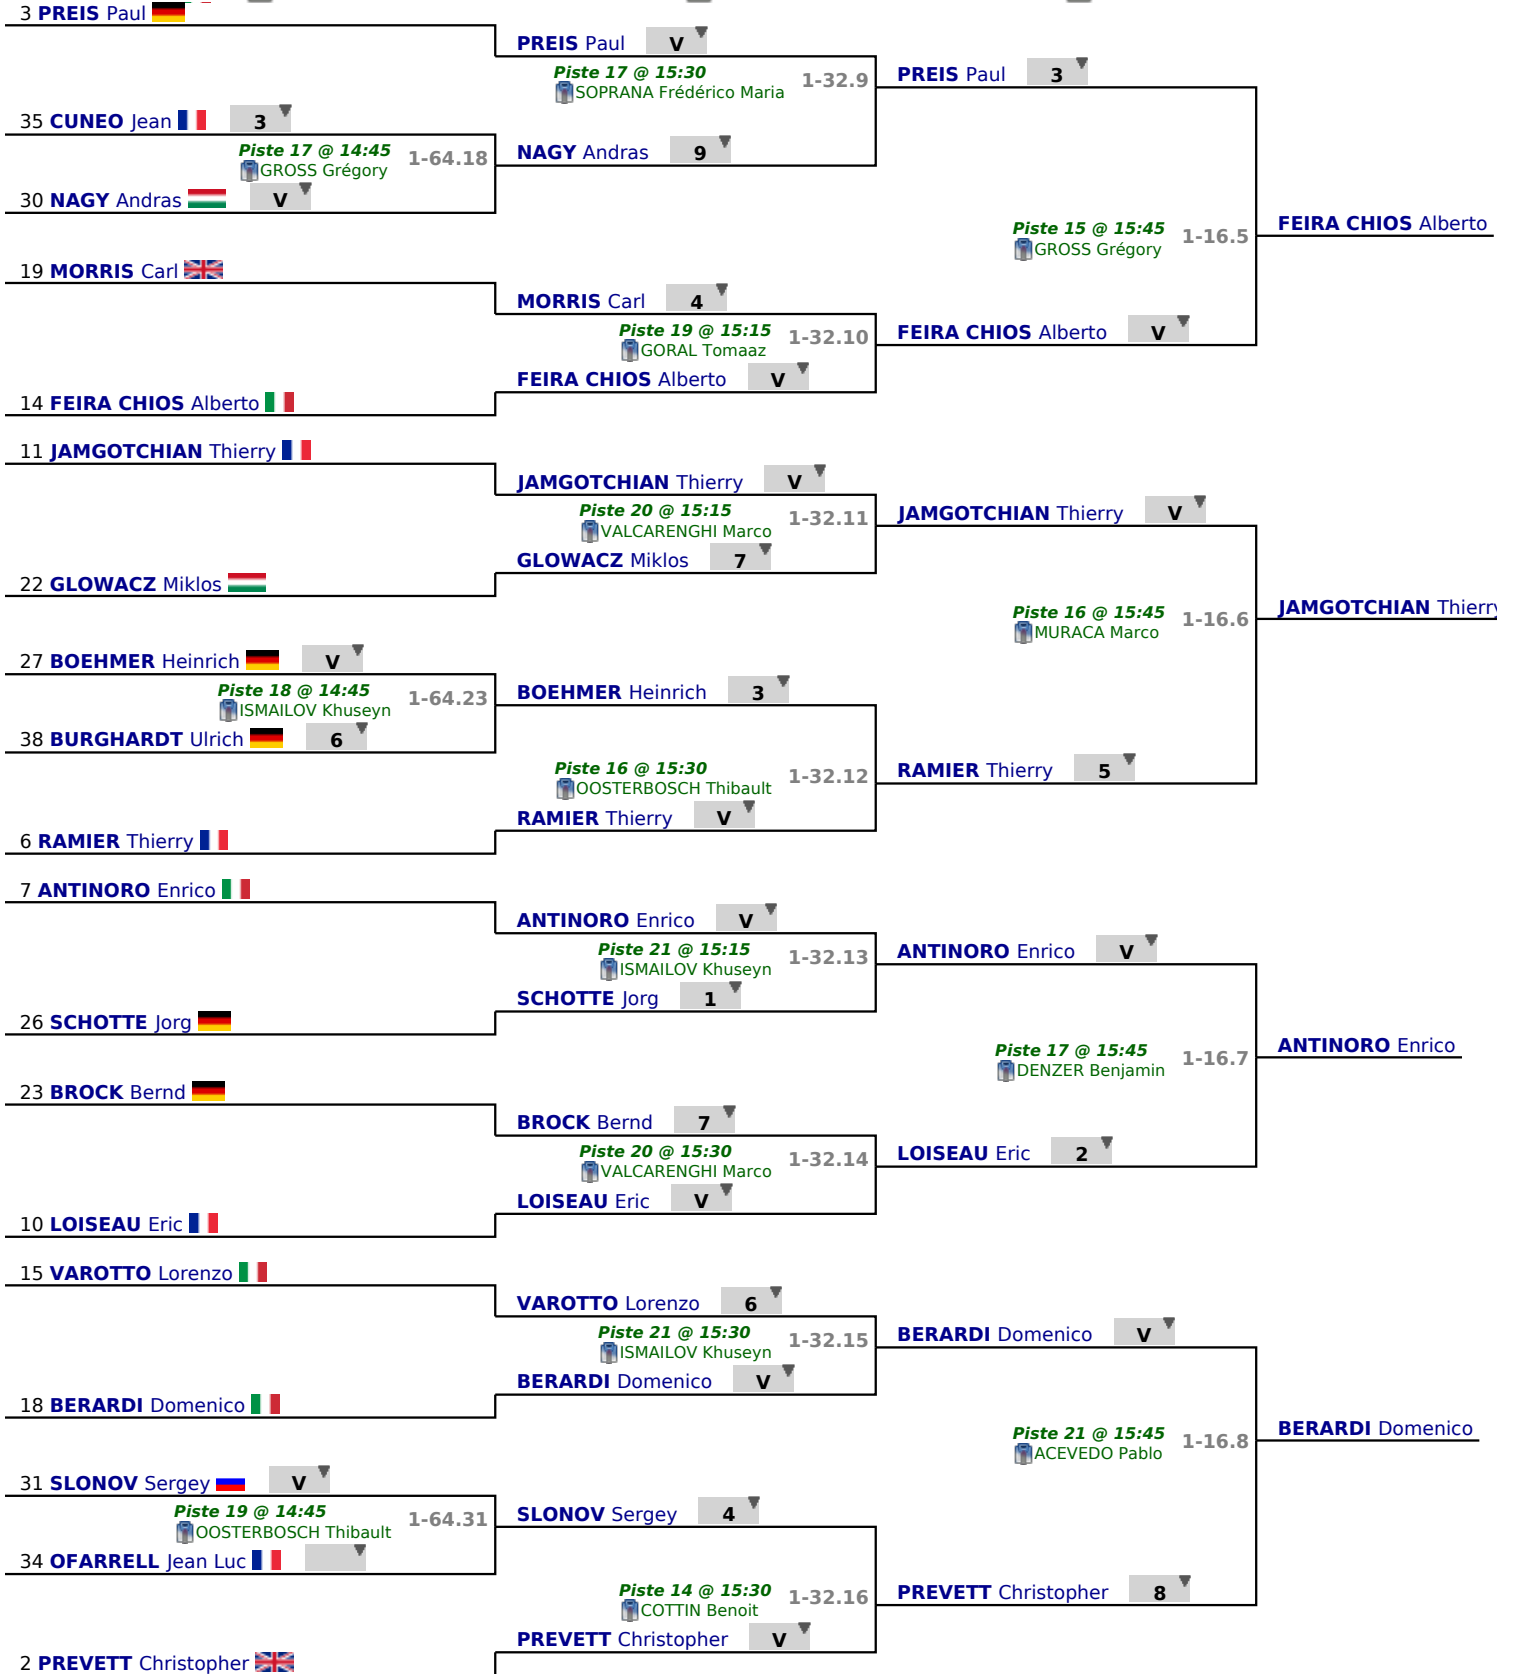 3 PREIS Paul
PREIS Paul V
Piste 17 @ 15:30
SOPRANA Frédérico Maria
1-32.9
PREIS Paul 3
35 CUNEO Jean 3
Piste 17 @ 14:45
GROSS Grégory
1-64.18
NAGY Andras 9
30 NAGY Andras V
Piste 15 @ 15:45
GROSS Grégory
1-16.5
FEIRA CHIOS Alberto
19 MORRIS Carl
MORRIS Carl 4
Piste 19 @ 15:15
GORAL Tomaaz
1-32.10
FEIRA CHIOS Alberto V
FEIRA CHIOS Alberto V
14 FEIRA CHIOS Alberto
11 JAMGOTCHIAN Thierry
JAMGOTCHIAN Thierry V
Piste 20 @ 15:15
VALCARENGHI Marco
1-32.11
JAMGOTCHIAN Thierry V
GLOWACZ Miklos 7
22 GLOWACZ Miklos
Piste 16 @ 15:45
MURACA Marco
1-16.6
JAMGOTCHIAN Thierry
27 BOEHMER Heinrich V
Piste 18 @ 14:45
ISMAILOV Khuseyn
1-64.23
BOEHMER Heinrich 3
38 BURGHARDT Ulrich 6
Piste 16 @ 15:30
OOSTERBOSCH Thibault
1-32.12
RAMIER Thierry 5
RAMIER Thierry V
6 RAMIER Thierry
7 ANTINORO Enrico
ANTINORO Enrico V
Piste 21 @ 15:15
ISMAILOV Khuseyn
1-32.13
ANTINORO Enrico V
SCHOTTE Jorg 1
26 SCHOTTE Jorg
Piste 17 @ 15:45
DENZER Benjamin
1-16.7
ANTINORO Enrico
23 BROCK Bernd
BROCK Bernd 7
Piste 20 @ 15:30
VALCARENGHI Marco
1-32.14
LOISEAU Eric 2
LOISEAU Eric V
10 LOISEAU Eric
15 VAROTTO Lorenzo
VAROTTO Lorenzo 6
Piste 21 @ 15:30
ISMAILOV Khuseyn
1-32.15
BERARDI Domenico V
BERARDI Domenico V
18 BERARDI Domenico
Piste 21 @ 15:45
ACEVEDO Pablo
1-16.8
BERARDI Domenico
31 SLONOV Sergey V
Piste 19 @ 14:45
OOSTERBOSCH Thibault
1-64.31
SLONOV Sergey 4
34 OFARRELL Jean Luc
Piste 14 @ 15:30
COTTIN Benoit
1-32.16
PREVETT Christopher 8
PREVETT Christopher V
2 PREVETT Christopher